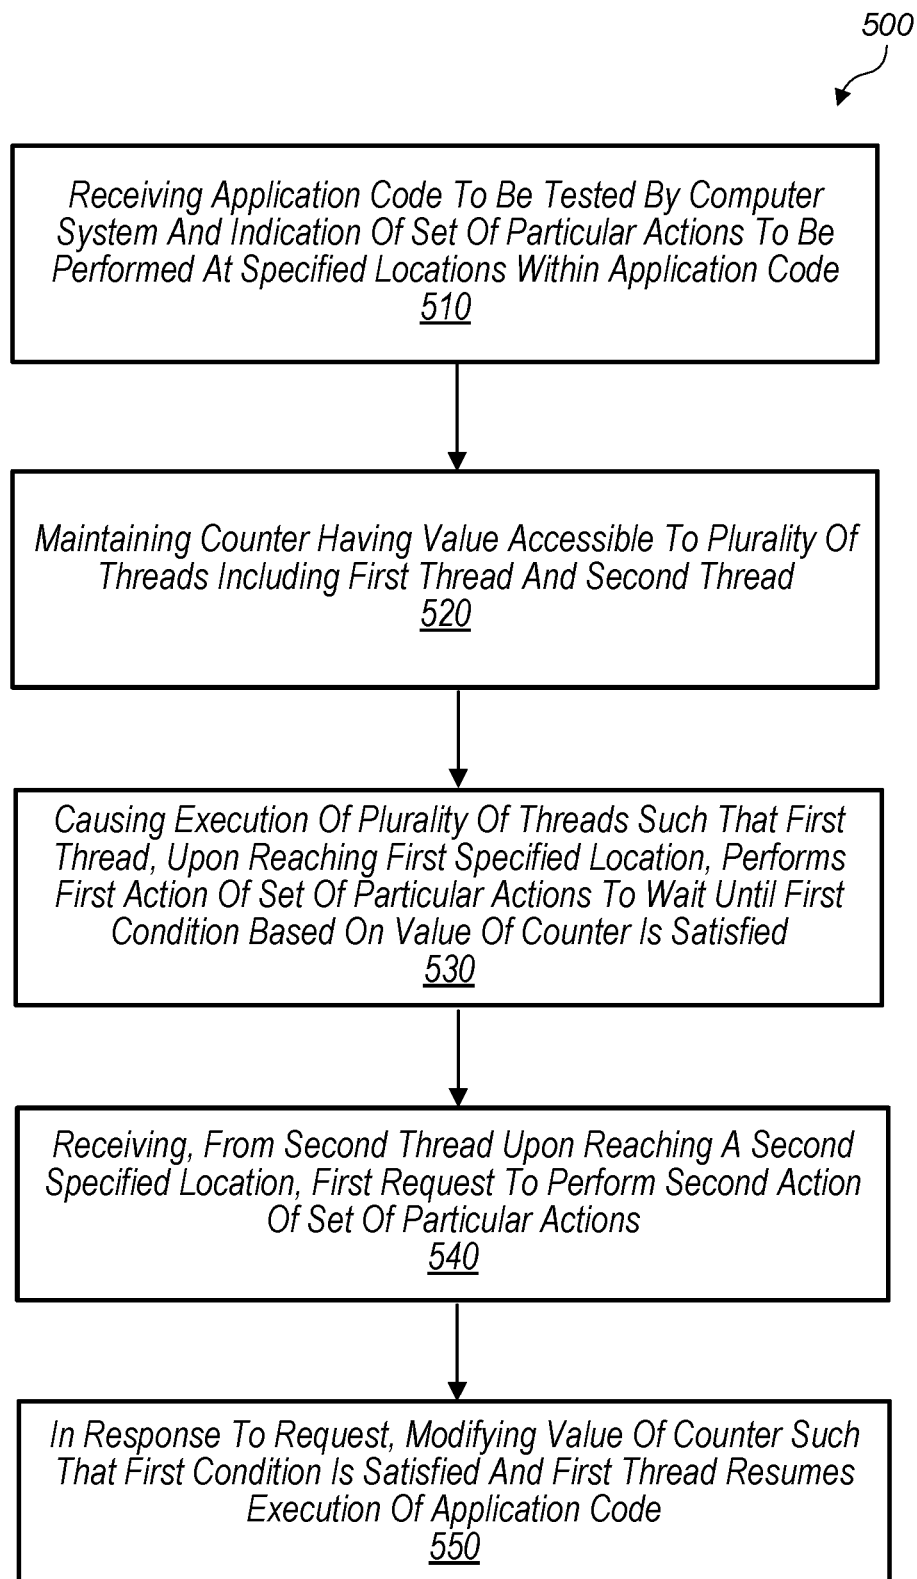 500
Receiving Application Code To Be Tested By Computer
System And Indication Of Set Of Particular Actions To Be
Performed At Specified Locations Within Application Code
510
Maintaining Counter Having Value Accessible To Plurality Of
Threads Including First Thread And Second Thread
520
Causing Execution Of Plurality Of Threads Such That First
Thread, Upon Reaching First Specified Location, Performs
First Action Of Set Of Particular Actions To Wait Until First
Condition Based On Value Of Counter Is Satisfied
530
Receiving, From Second Thread Upon Reaching A Second
Specified Location, First Request To Perform Second Action
Of Set Of Particular Actions
540
In Response To Request, Modifying Value Of Counter Such
That First Condition Is Satisfied And First Thread Resumes
Execution Of Application Code
550